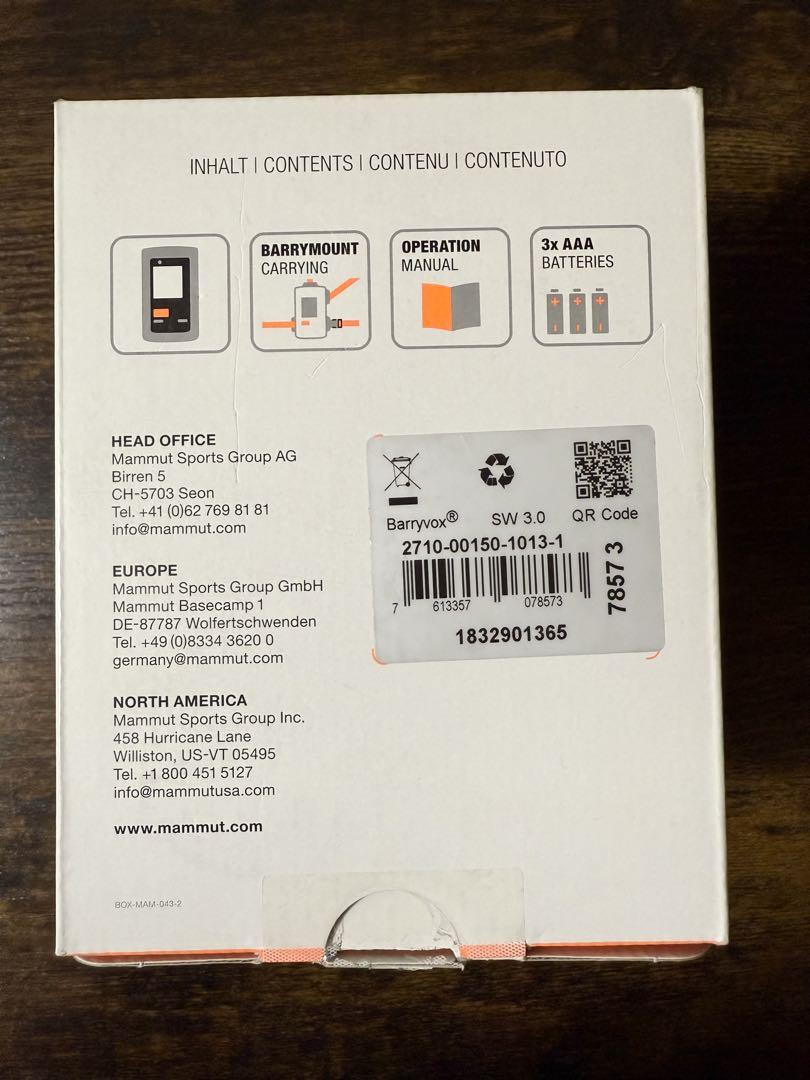 INHALT | CONTENTS | CONTENU | CONTENUTO
BARRYMOUNT
CARRYING
OPERATION
MANUAL
3x AAA
BATTERIES
HEAD OFFICE
Mammut Sports Group AG
Birren 5
CH-5703 Seon
Tel. +41 (0)62 769 81 81
info@mammut.com
EUROPE
Mammut Sports Group GmbH
Mammut Basecamp 1
DE-87787 Wolfertschwenden
Tel. +49 (0)8334 3620 0
germany@mammut.com
NORTH AMERICA
Mammut Sports Group Inc.
458 Hurricane Lane
Williston, US-VT 05495
Tel. +1 800 451 5127
info@mammutusa.com
www.mammut.com
BOX-MAM-043-2
Barryvox® SW 3.0 QR Code
2710-00150-1013-1
7 613357 078573
7857 3
1832901365